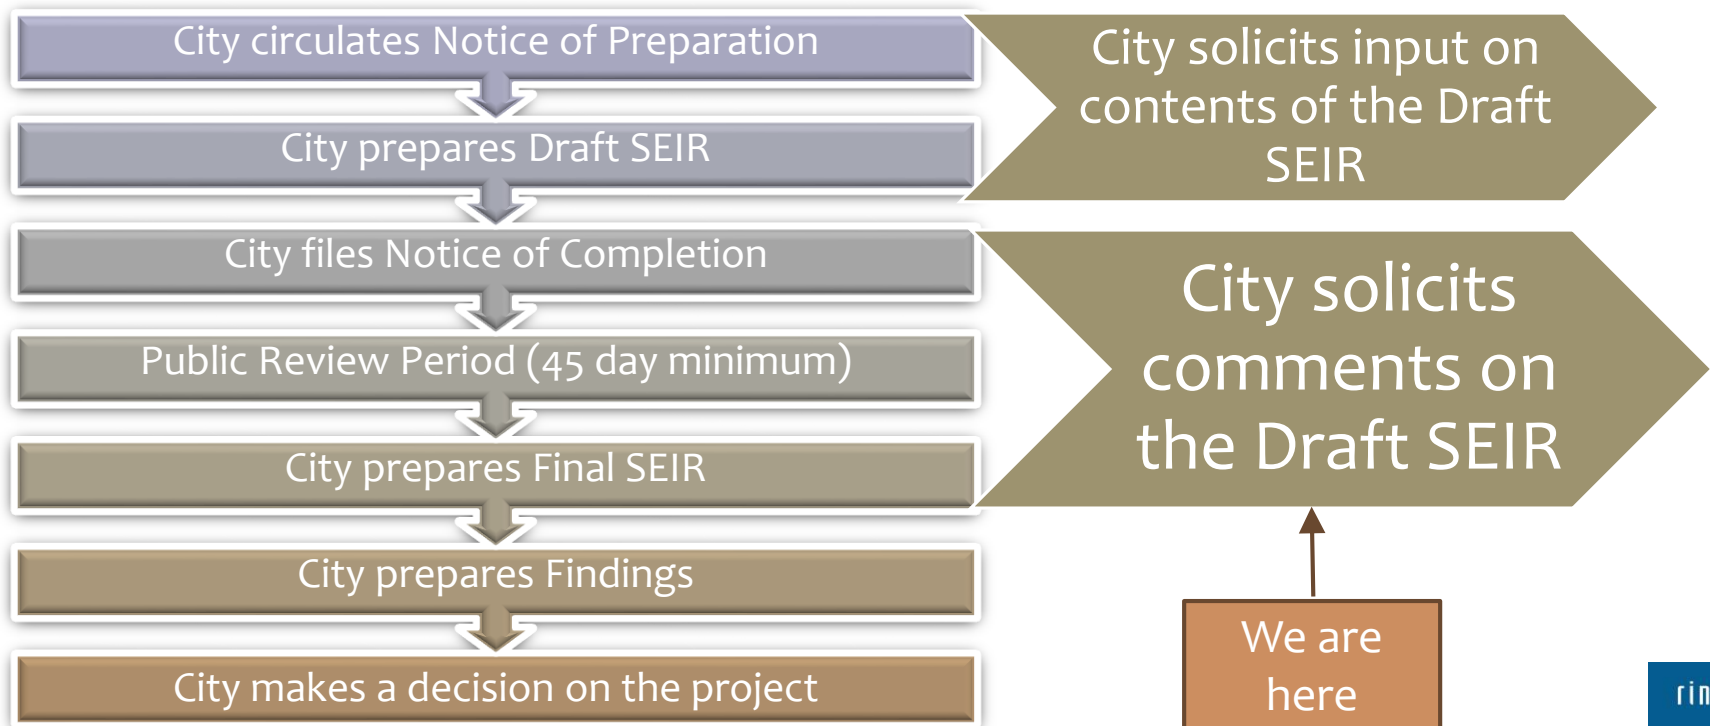 City circulates Notice of Preparation
City prepares Draft SEIR
City files Notice of Completion
Public Review Period (45 day minimum)
City prepares Final SEIR
City prepares Findings
City makes a decision on the project
City solicits input on
contents of the Draft
SEIR
City solicits
comments on
the Draft SEIR
We are
here